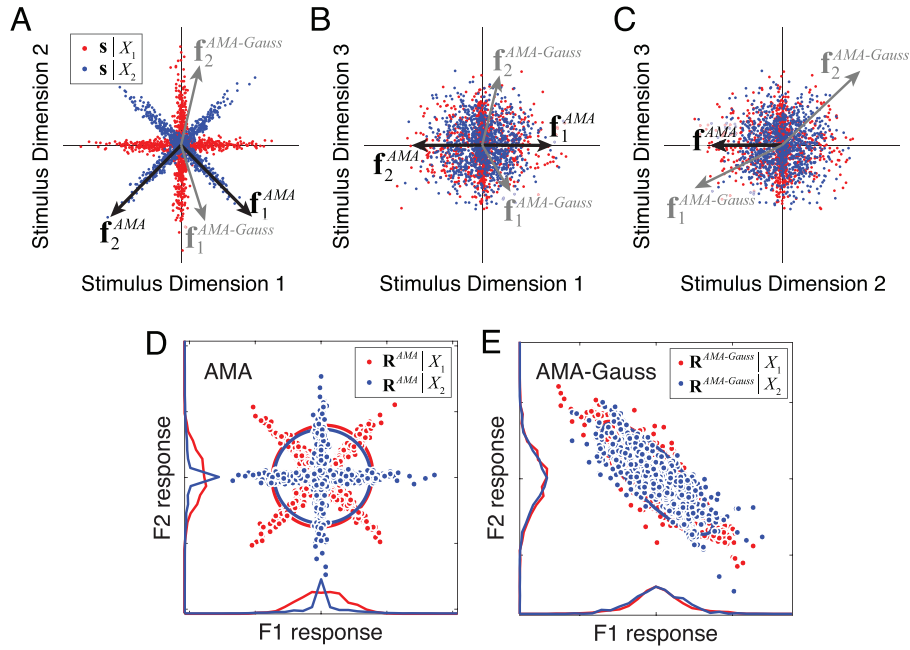 A
s | X₁
s | X₂
Stimulus Dimension 2
f₂^AMA-Gauss
f₁^AMA
f₂^AMA
f₁^AMA-Gauss
Stimulus Dimension 1
B
Stimulus Dimension 3
f₂^AMA-Gauss
f₁^AMA
f₂^AMA
f₁^AMA-Gauss
Stimulus Dimension 1
C
Stimulus Dimension 3
f₂^AMA-Gauss
f^AMA
f₁^AMA-Gauss
Stimulus Dimension 2
D
AMA
R^AMA | X₁
R^AMA | X₂
F2 response
F1 response
E
AMA-Gauss
R^AMA-Gauss | X₁
R^AMA-Gauss | X₂
F2 response
F1 response